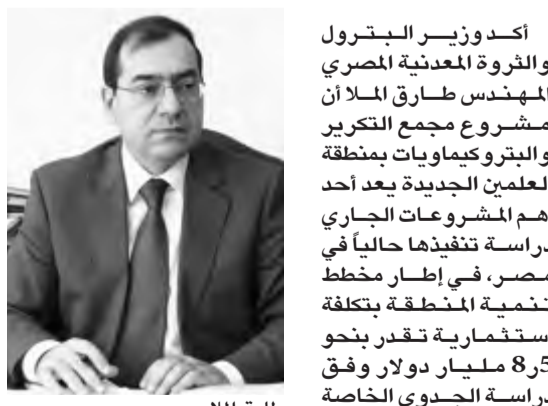 أكد وزير البترول
والثروة المعدنية المصري
المهندس طارق الملا أن
مشروع مجمع التكرير
والبتروكيماويات بمنطقة
لعلمين الجديدة يعد أحد
هم المشروعات الجاري
دراسة تنفيذها حالياً في
مصر، في إطار مخطط
تنمية المنطقة بتكلفة
ستثمارية تقدر بنحو
5ر8 مليار دولار وفق
دراسة الجدوى الخاصة